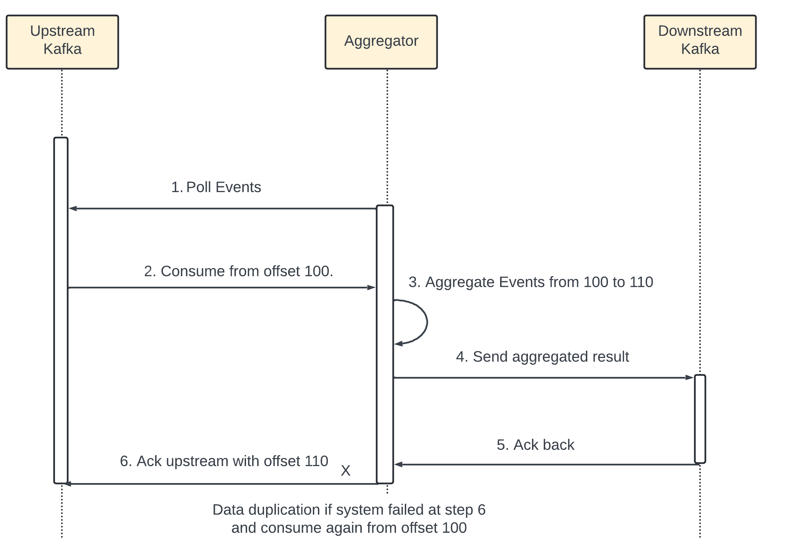 Upstream
Kafka
Aggregator
Downstream
Kafka
1. Poll Events
2. Consume from offset 100.
3. Aggregate Events from 100 to 110
4. Send aggregated result
5. Ack back
6. Ack upstream with offset 110
X
Data duplication if system failed at step 6
and consume again from offset 100